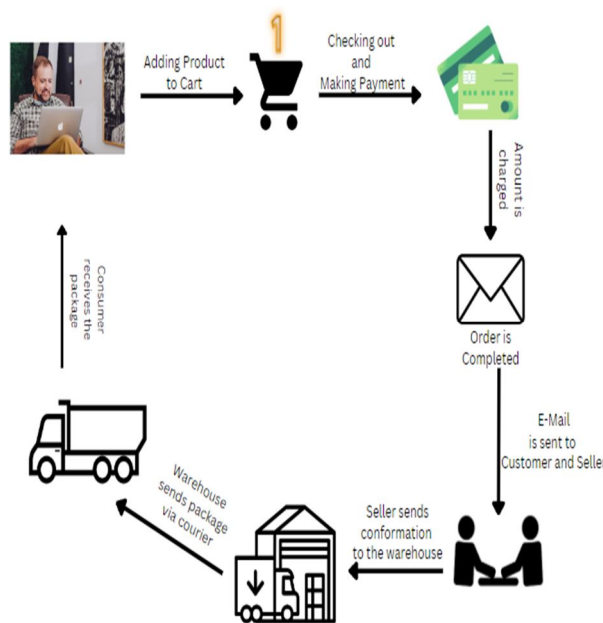 1
Adding Product
to Cart
Checking out
and
Making Payment
Amount is
charged
Order is
Completed
E-Mail
is sent to
Customer and Seller
Seller sends
conformation
to the warehouse
Warehouse
sends package
via courier
Consumer
receives the
package